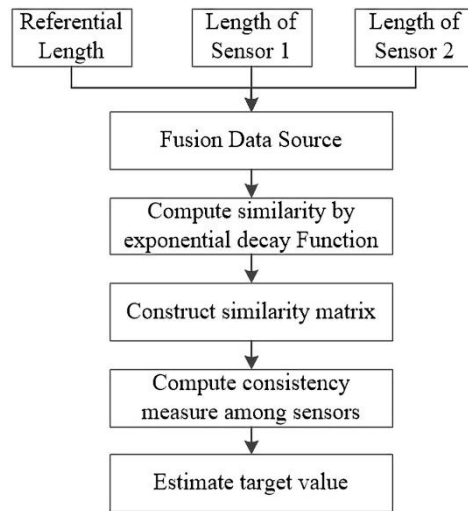 Referential
Length
Length of
Sensor 1
Length of
Sensor 2
Fusion Data Source
Compute similarity by
exponential decay Function
Construct similarity matrix
Compute consistency
measure among sensors
Estimate target value